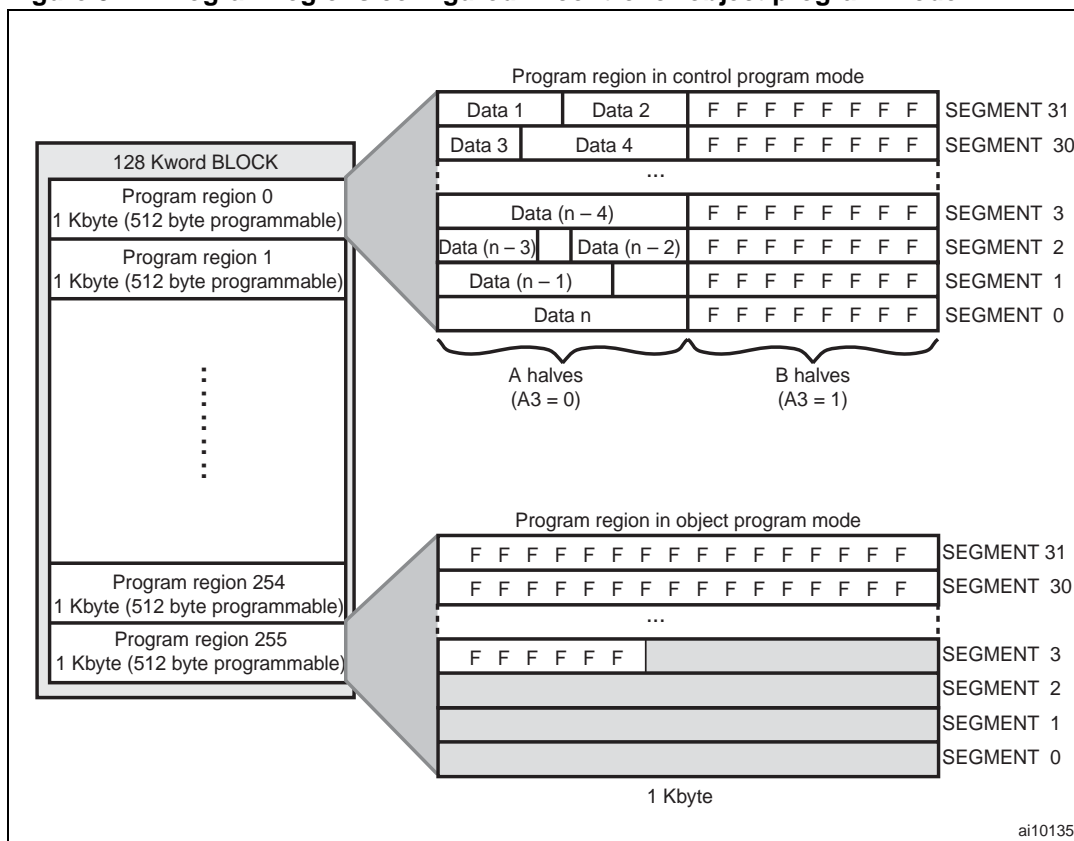 Program region in control program mode
Data 1 Data 2 F F F F F F F F SEGMENT 31
Data 3 Data 4 F F F F F F F F SEGMENT 30
...
Data (n – 4) F F F F F F F F SEGMENT 3
Data (n – 3) Data (n – 2) F F F F F F F F SEGMENT 2
Data (n – 1) F F F F F F F F SEGMENT 1
Data n F F F F F F F F SEGMENT 0
A halves
(A3 = 0)
B halves
(A3 = 1)
128 Kword BLOCK
Program region 0
1 Kbyte (512 byte programmable)
Program region 1
1 Kbyte (512 byte programmable)
Program region 254
1 Kbyte (512 byte programmable)
Program region 255
1 Kbyte (512 byte programmable)
Program region in object program mode
F F F F F F F F F F F F F F F F SEGMENT 31
F F F F F F F F F F F F F F F F SEGMENT 30
...
F F F F F F SEGMENT 3
SEGMENT 2
SEGMENT 1
SEGMENT 0
1 Kbyte
ai10135